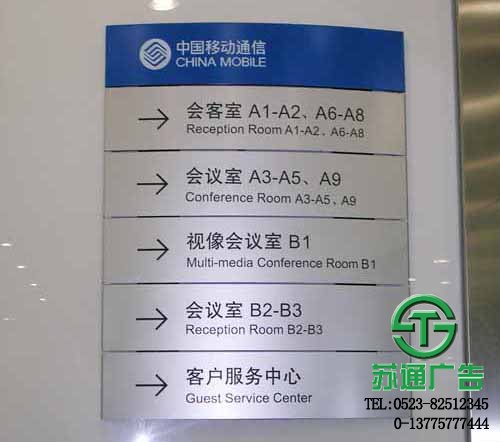 中国移动通信
CHINA MOBILE
会客室 A1-A2、A6-A8
Reception Room A1-A2、A6-A8
会议室 A3-A5、A9
Conference Room A3-A5、A9
视像会议室 B1
Multi-media Conference Room B1
会议室 B2-B3
Reception Room B2-B3
客户服务中心
Guest Service Center
苏通广告
TEL:0523-82512345
0-13775777444